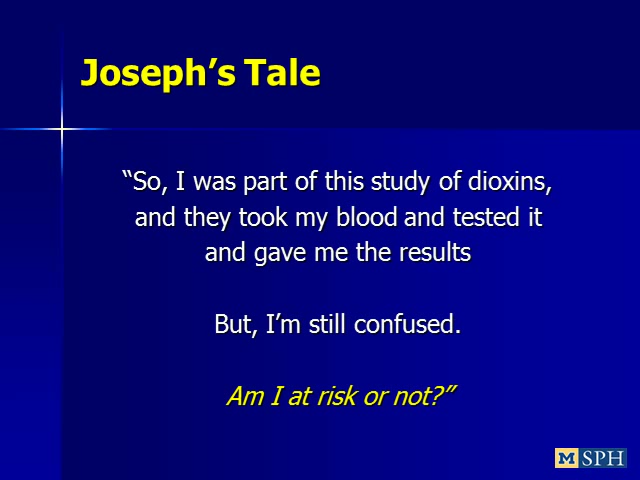 Joseph’s Tale
“So, I was part of this study of dioxins,
and they took my blood and tested it
and gave me the results
But, I’m still confused.
Am I at risk or not?”
M SPH